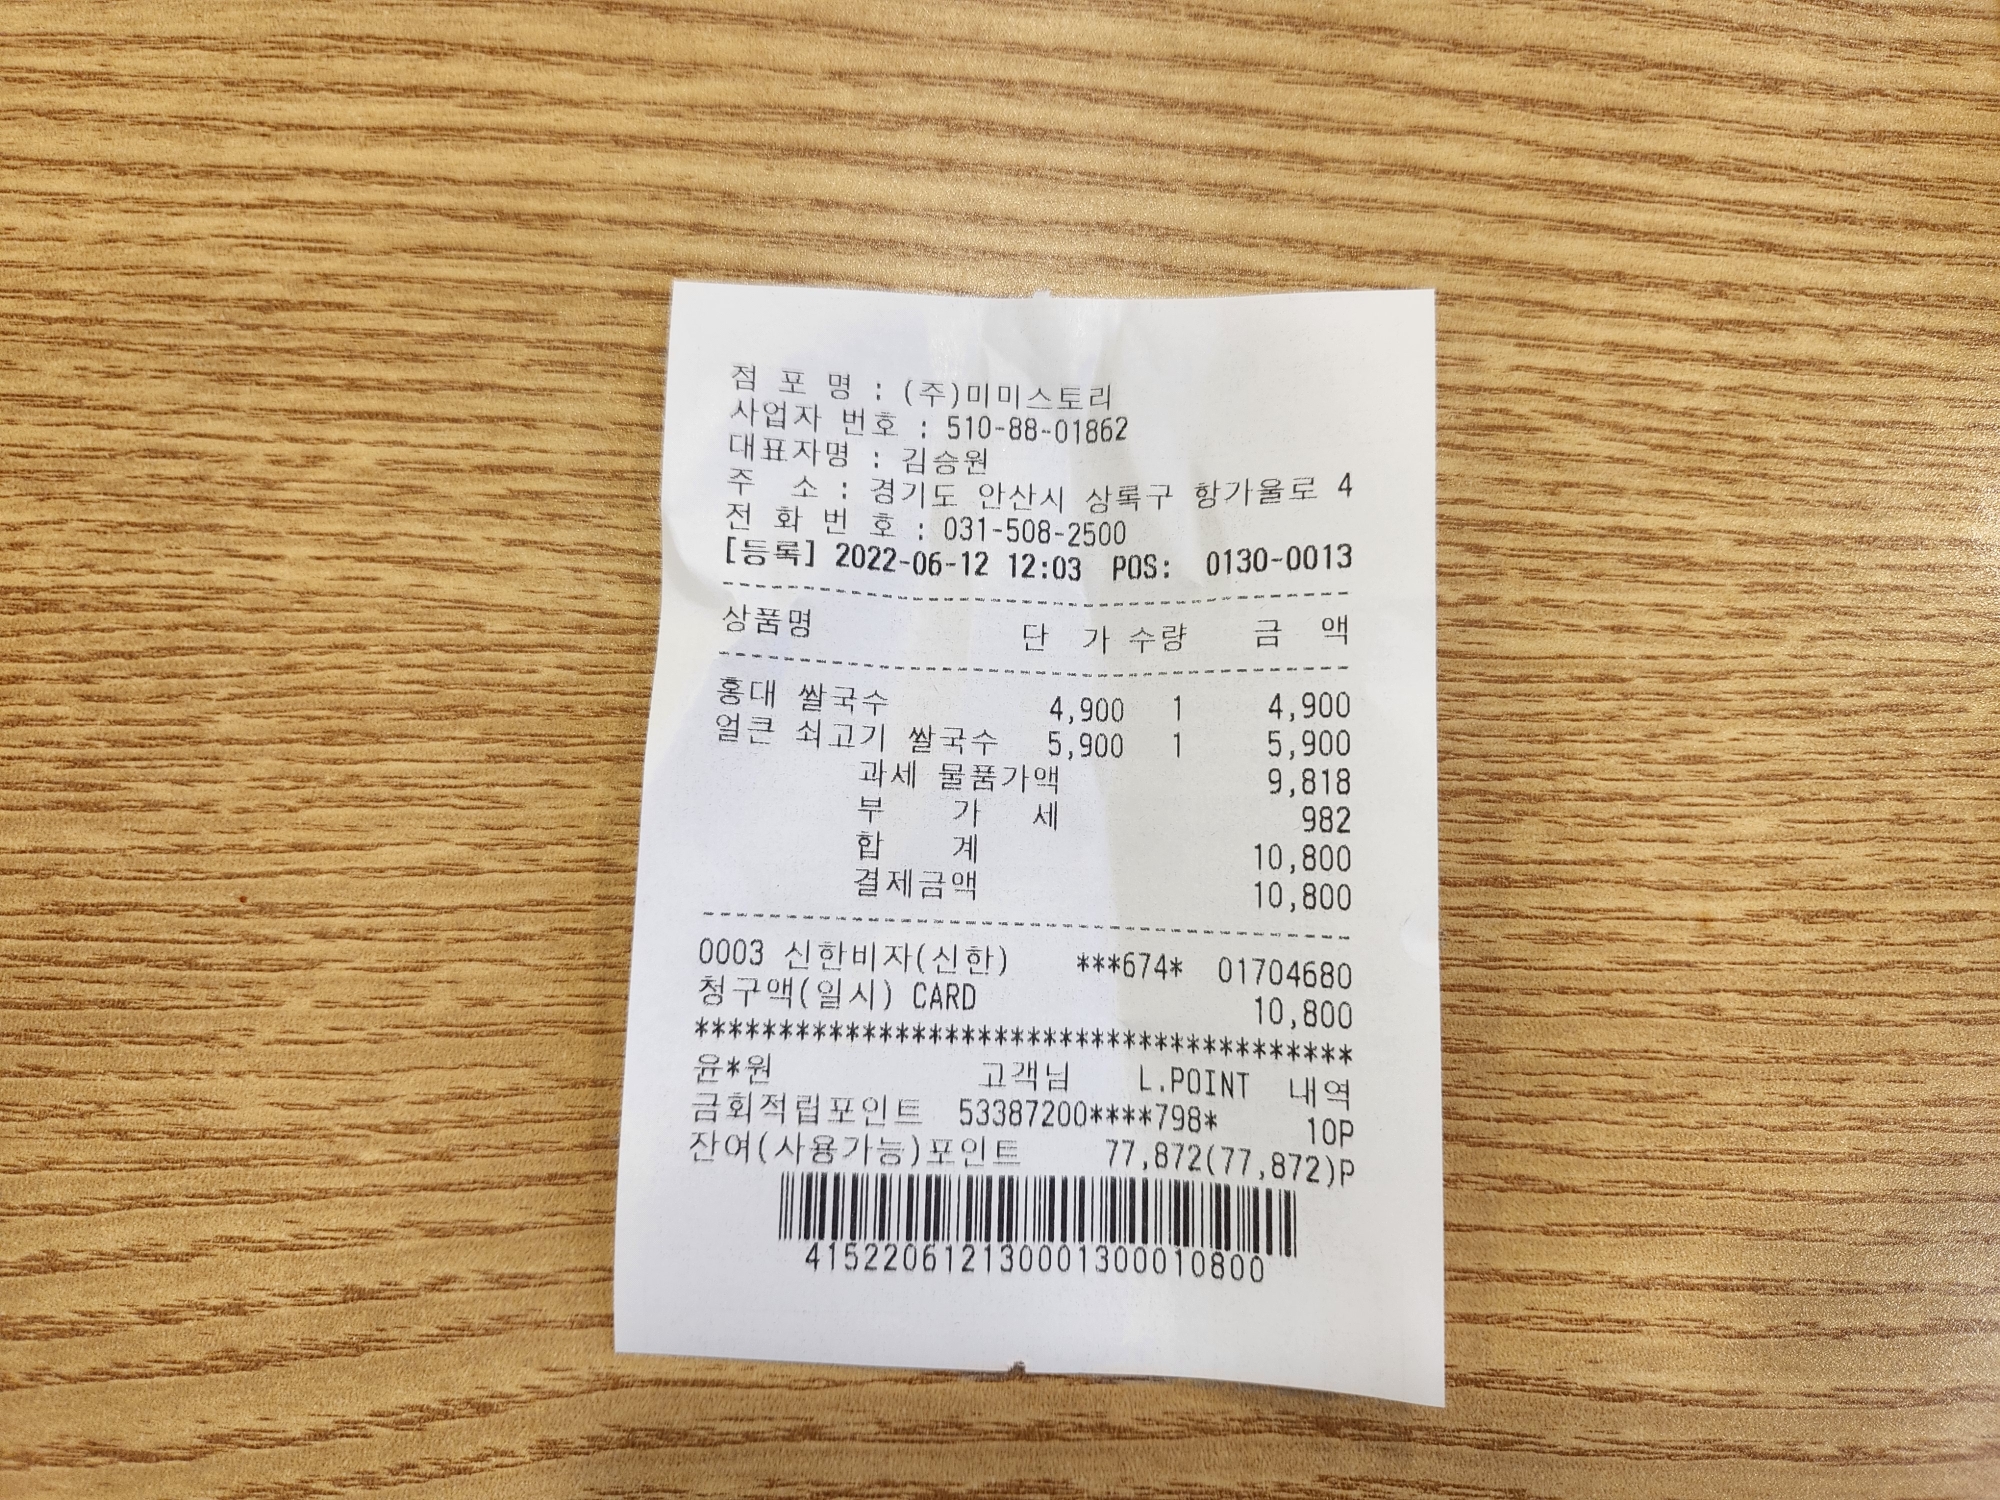 점 포 명 : (주)미미스토리
사업자 번호 : 510-88-01862
대표자명 : 김승원
주 소 : 경기도 안산시 상록구 항가울로 4
전 화 번 호 : 031-508-2500
[등록] 2022-06-12 12:03 POS: 0130-0013
상품명 단 가 수량 금 액
홍대 쌀국수 4,900 1 4,900
얼큰 쇠고기 쌀국수 5,900 1 5,900
과세 물품가액 9,818
부 가 세 982
합 계 10,800
결제금액 10,800
0003 신한비자(신한) ***674* 01704680
청구액(일시) CARD 10,800
***************************************
윤*원 고객님 L.POINT 내역
금회적립포인트 53387200****798* 10P
잔여(사용가능)포인트 77,872(77,872)P
4152206121300013000​10800